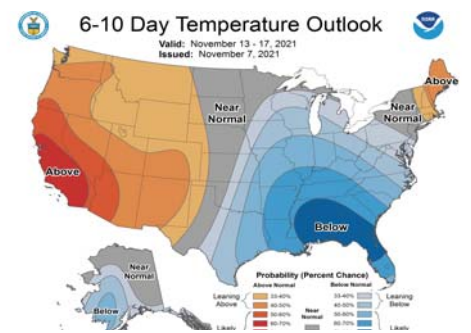 6-10 Day Temperature Outlook
Valid: November 13 - 17, 2021
Issued: November 7, 2021
Above
Near
Normal
Near
Normal
Above
Below
Near
Normal
Below
Probability (Percent Chance)
Above Normal
Below Normal
Leaning
Above
33-40%
40-50%
50-60%
60-70%
Near
Normal
33-40%
40-50%
50-60%
60-70%
Leaning
Below
Likely
Likely